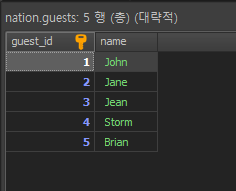 nation.guests: 5 행 (총) (대략적)
guest_id name
1 John
2 Jane
3 Jean
4 Storm
5 Brian